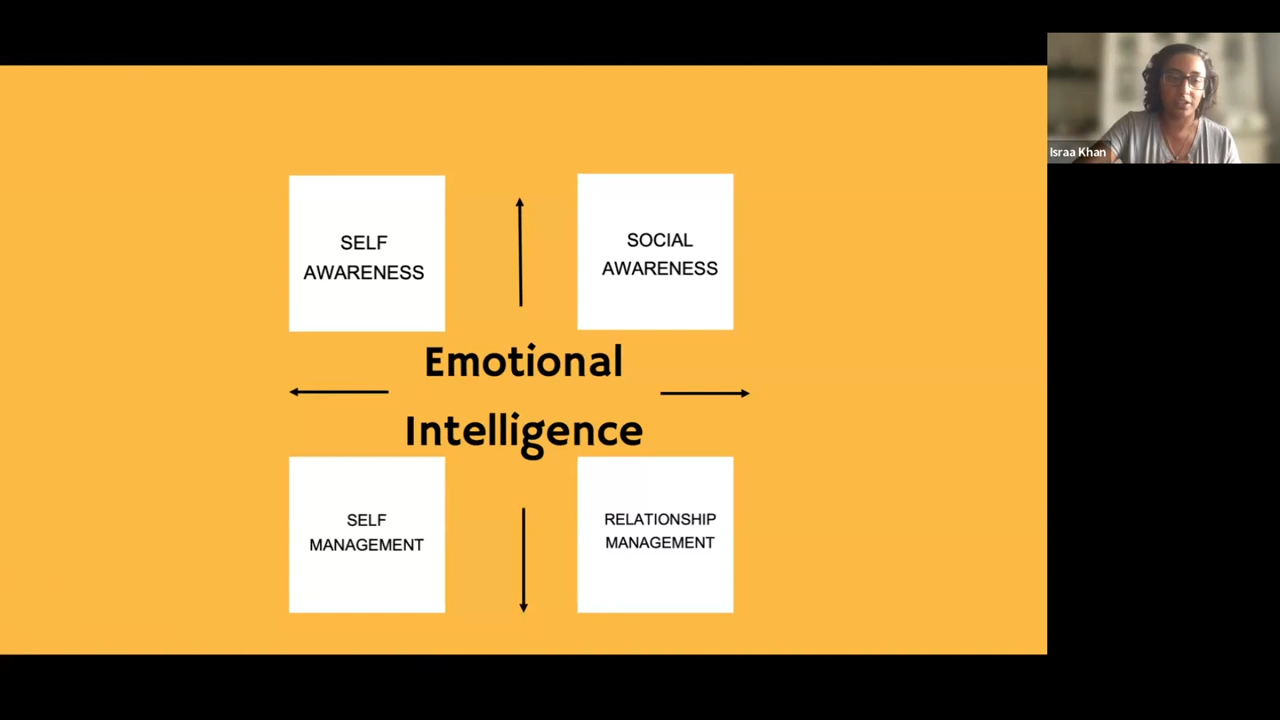 Israa Khan
SELF
AWARENESS
SOCIAL
AWARENESS
Emotional
Intelligence
SELF
MANAGEMENT
RELATIONSHIP
MANAGEMENT